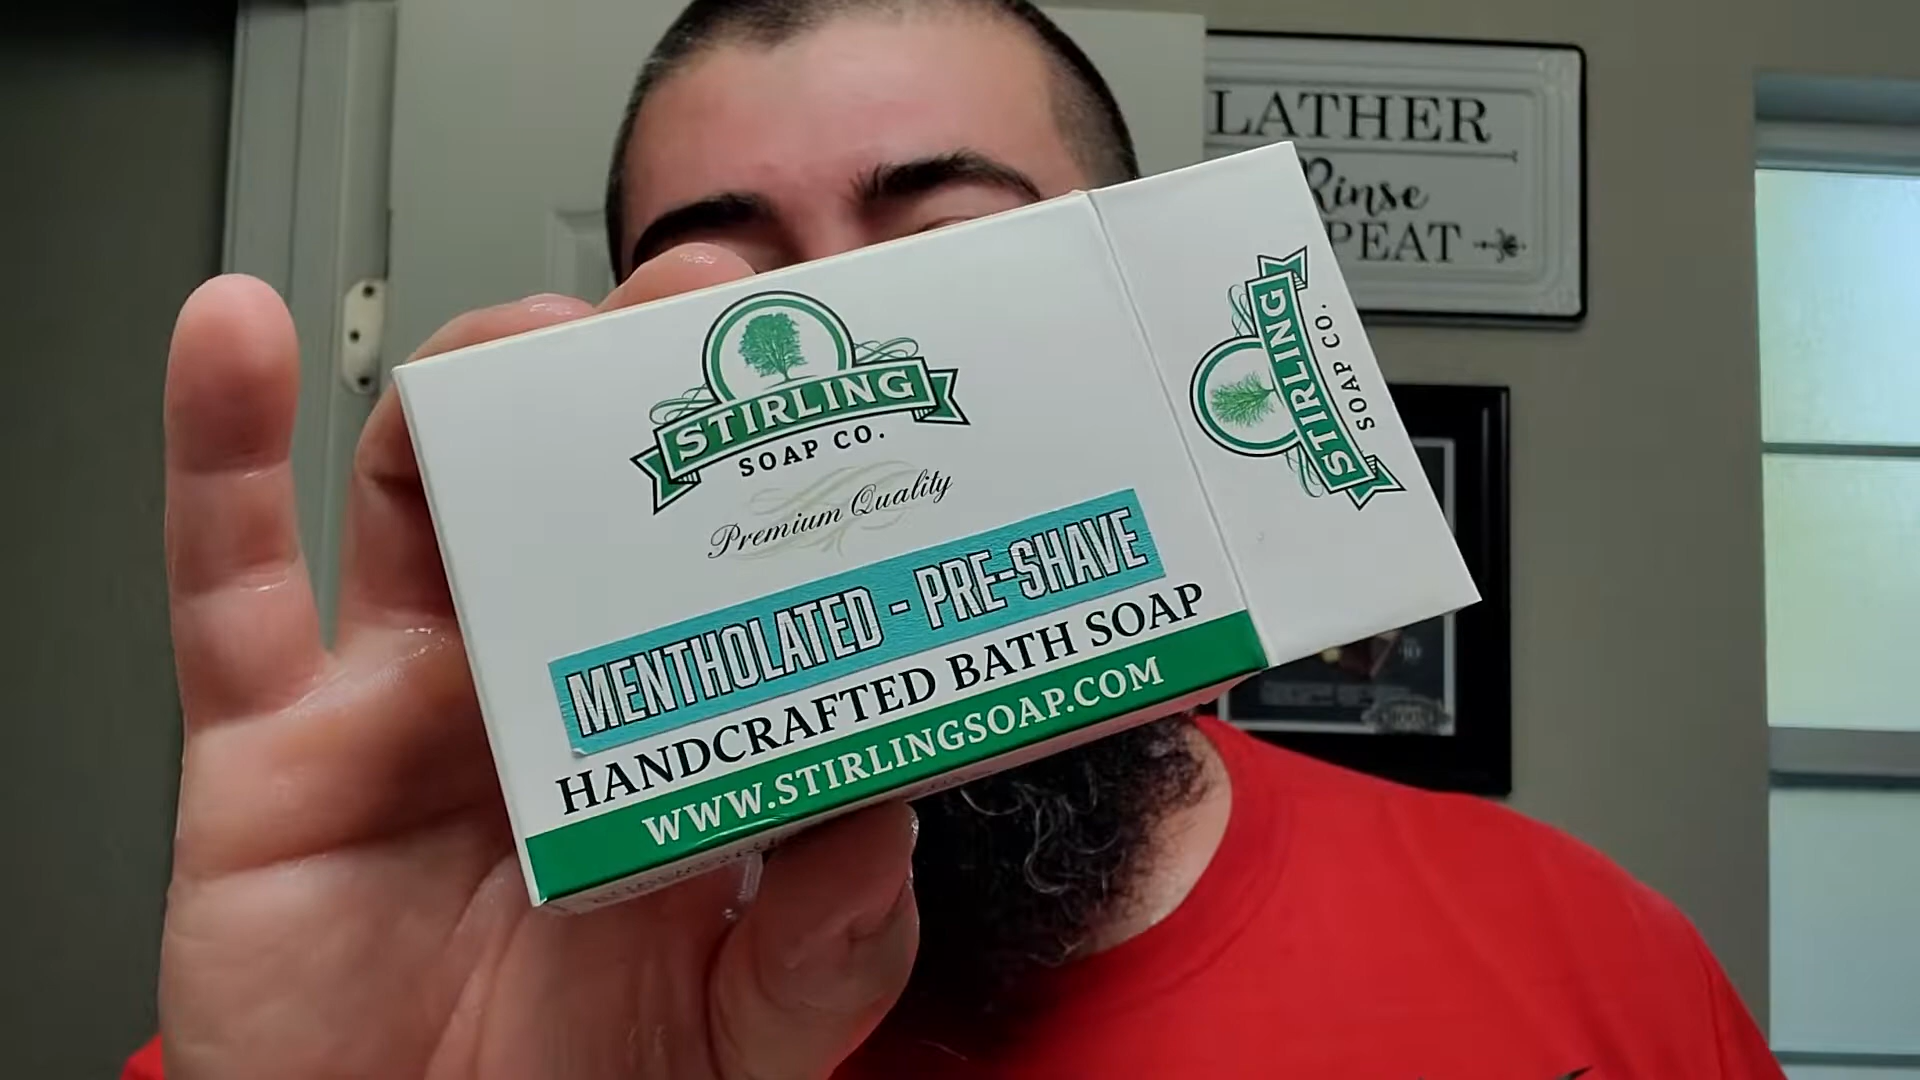 LATHER
Rinse
PEAT
STIRLING
SOAP CO.
Premium Quality
MENTHOLATED - PRE-SHAVE
HANDCRAFTED BATH SOAP
WWW.STIRLINGSOAP.COM
STIRLING
SOAP CO.